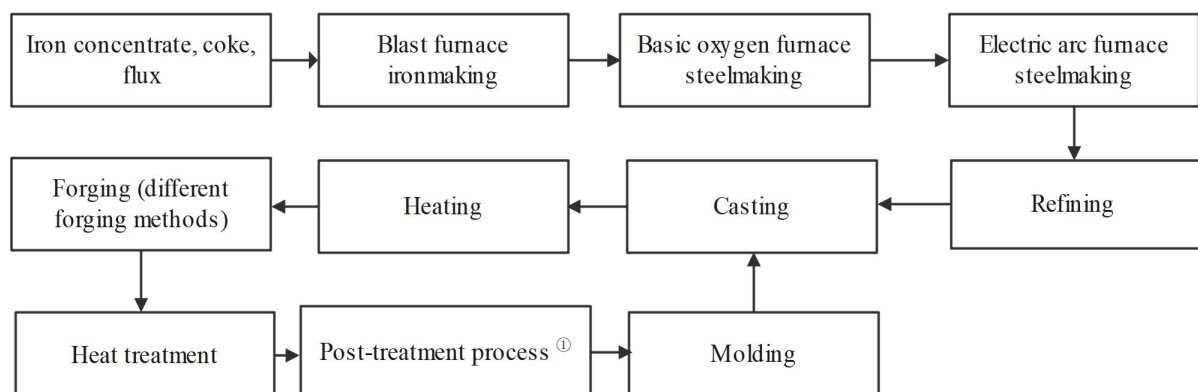 Iron concentrate, coke,
flux
Blast furnace
ironmaking
Basic oxygen furnace
steelmaking
Electric arc furnace
steelmaking
Forging (different
forging methods)
Heating
Casting
Refining
Heat treatment
Post-treatment process ①
Molding